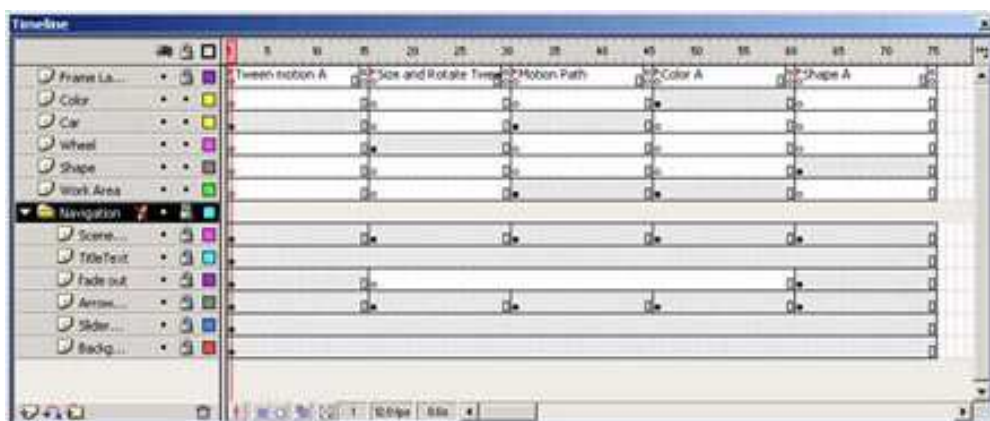 Timeline
5 10 15 20 25 30 35 40 45 50 55 60 65 70 75
Frame La... Tween motion A Size and Rotate Twee Motion Path Color A Shape A
Color
Car
Wheel
Shape
Work Area
Navigation
Scene...
TitleText
Fade out
Arrow...
Slider...
Backg...
1 12.0 fps 0.0s